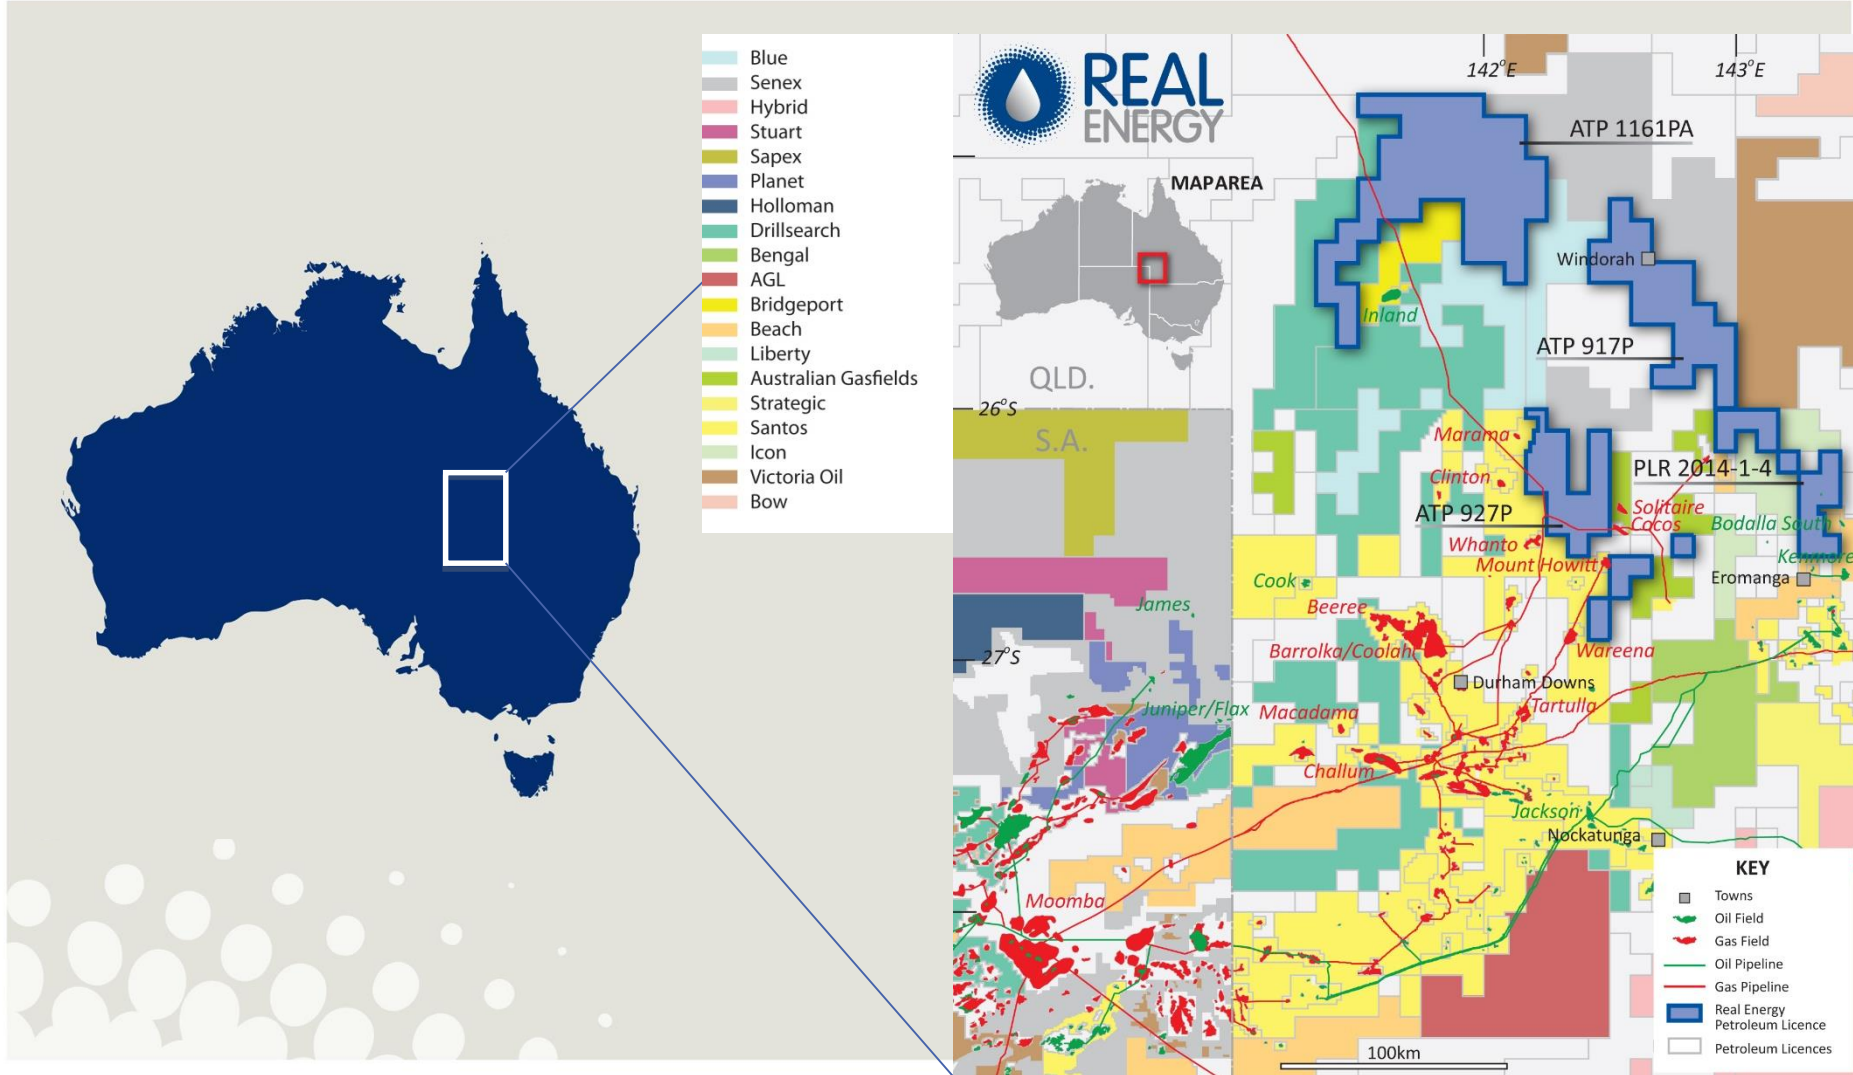 Blue
Senex
Hybrid
Stuart
Sapex
Planet
Holloman
Drillsearch
Bengal
AGL
Bridgeport
Beach
Liberty
Australian Gasfields
Strategic
Santos
Icon
Victoria Oil
Bow
REAL
ENERGY
142°E
143°E
ATP 1161PA
MAPAREA
Windorah
Inland
ATP 917P
QLD.
26°S
S.A.
Marama
Clinton
PLR 2014-1-4
ATP 927P
Solitaire
Cocos
Bodalla South
Whanto
Mount Howitt
Kenmore
Cook
Eromanga
James
Beeree
Barrolka/Coolah
Wareena
27°S
Durham Downs
Juniper/Flax
Macadama
Tartulla
Challum
Jackson
Nockatunga
Moomba
KEY
Towns
Oil Field
Gas Field
Oil Pipeline
Gas Pipeline
Real Energy
Petroleum Licence
Petroleum Licences
100km